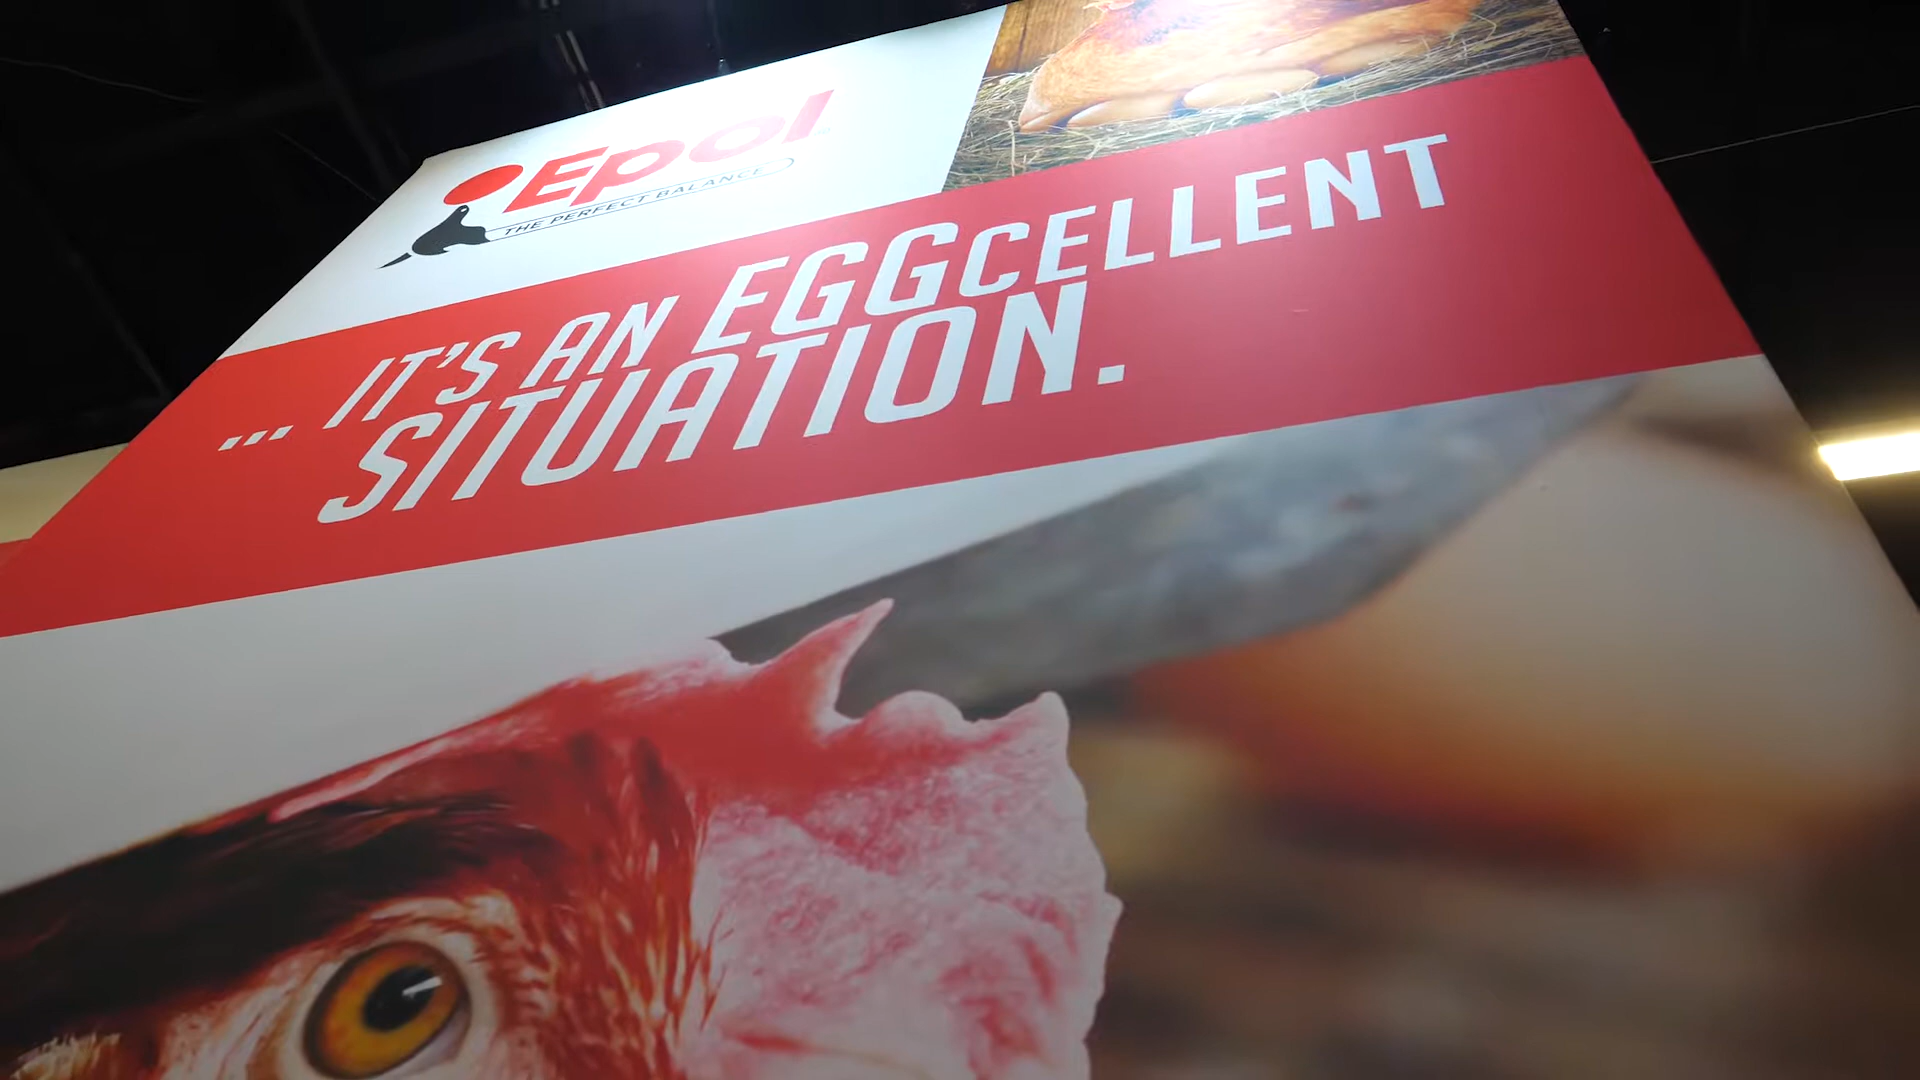 Epol
THE PERFECT BALANCE
... IT'S AN EGGCELLENT
SITUATION.